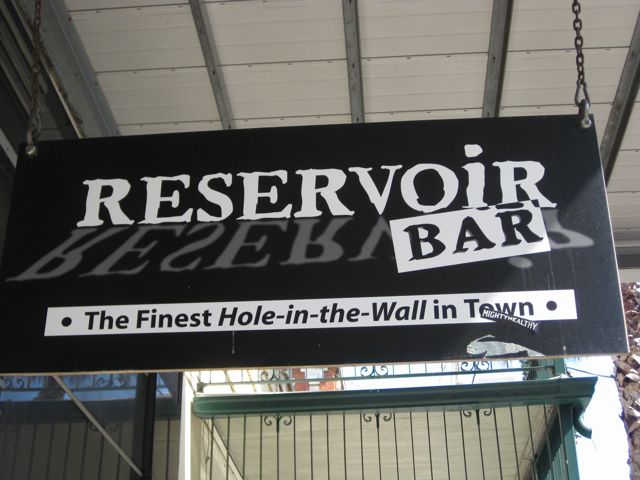 RESERVOiR
BAR
• The Finest Hole-in-the-Wall in Town •
MIGHTYHEALTHY